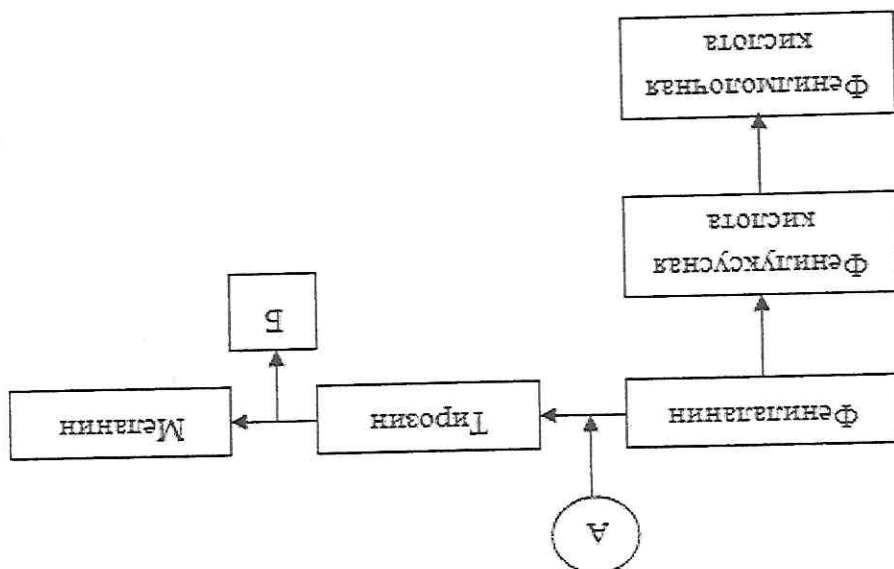 А
Фенилаланин
Тирозин
Меланин
Б
Фенилуксусная
кислота
Фенилмолочная
кислота